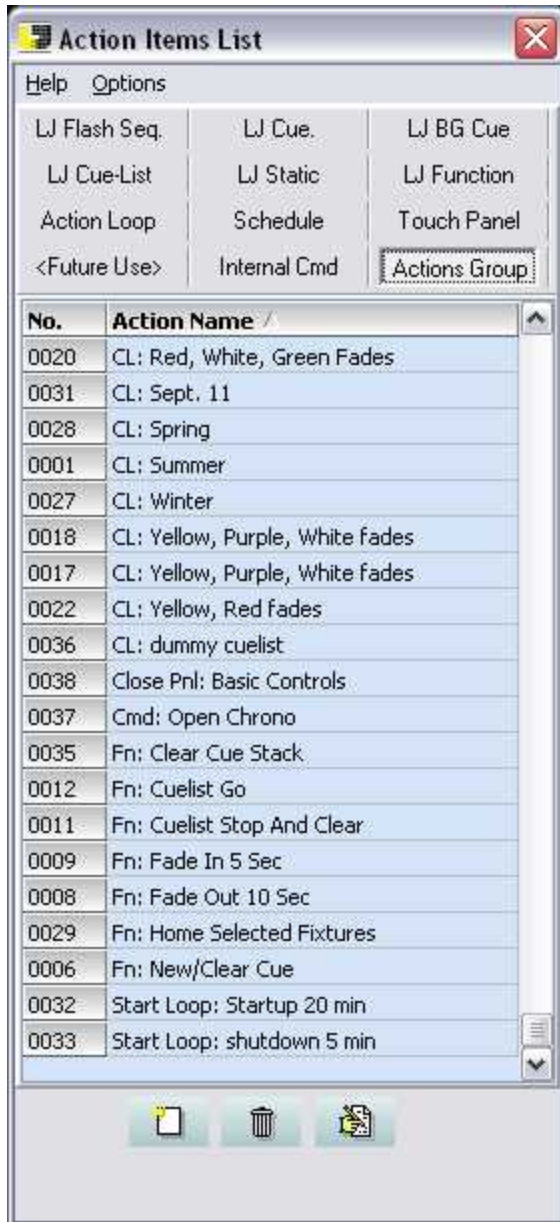 Action Items List
Help Options
LJ Flash Seq. LJ Cue. LJ BG Cue
LJ Cue-List LJ Static LJ Function
Action Loop Schedule Touch Panel
<Future Use> Internal Cmd Actions Group
No. Action Name
0020 CL: Red, White, Green Fades
0031 CL: Sept. 11
0028 CL: Spring
0001 CL: Summer
0027 CL: Winter
0018 CL: Yellow, Purple, White fades
0017 CL: Yellow, Purple, White fades
0022 CL: Yellow, Red fades
0036 CL: dummy cuelist
0038 Close Pnl: Basic Controls
0037 Cmd: Open Chrono
0035 Fn: Clear Cue Stack
0012 Fn: Cuelist Go
0011 Fn: Cuelist Stop And Clear
0009 Fn: Fade In 5 Sec
0008 Fn: Fade Out 10 Sec
0029 Fn: Home Selected Fixtures
0006 Fn: New/Clear Cue
0032 Start Loop: Startup 20 min
0033 Start Loop: shutdown 5 min